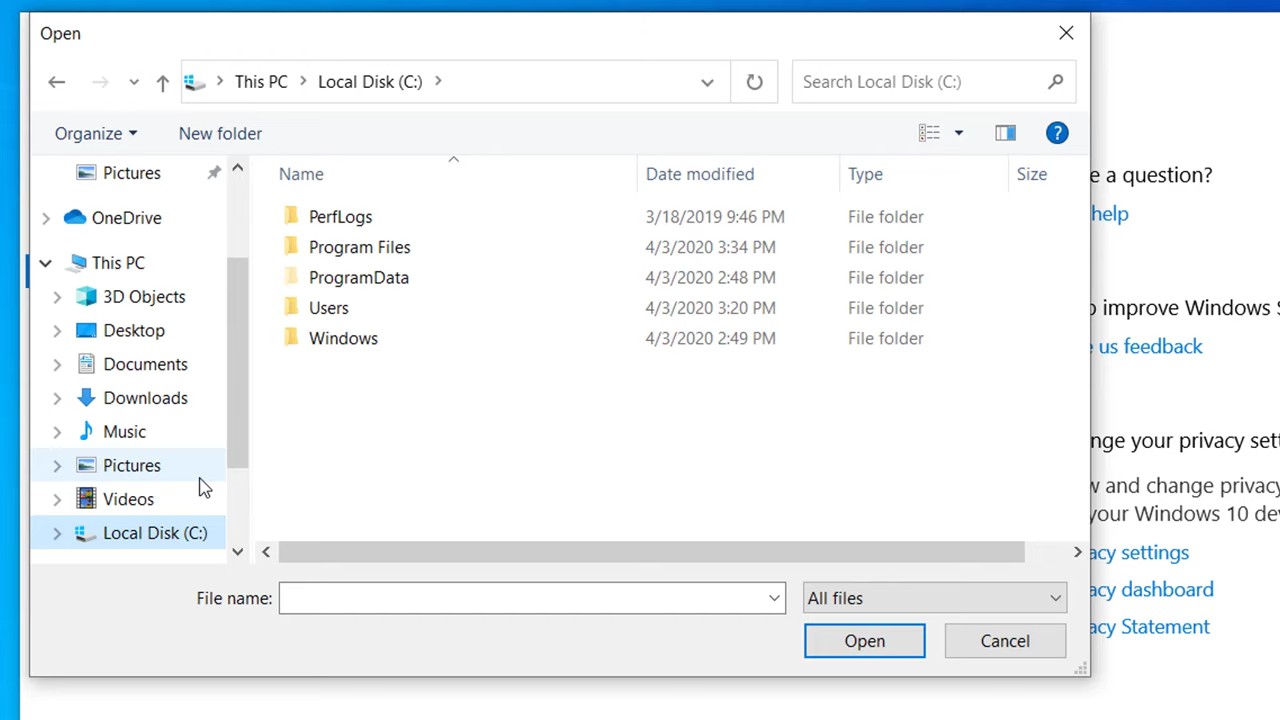 Open
This PC
Local Disk (C:)
Search Local Disk (C:)
Organize
New folder
?
Name
Date modified
Type
Size
PerfLogs 3/18/2019 9:46 PM File folder
Program Files 4/3/2020 3:34 PM File folder
ProgramData 4/3/2020 2:48 PM File folder
Users 4/3/2020 3:20 PM File folder
Windows 4/3/2020 2:49 PM File folder
Pictures
OneDrive
This PC
3D Objects
Desktop
Documents
Downloads
Music
Pictures
Videos
Local Disk (C:)
File name:
All files
Open
Cancel
e a question?
help
improve Windows S
us feedback
nge your privacy set
w and change privacy
your Windows 10 dev
acy settings
acy dashboard
acy Statement